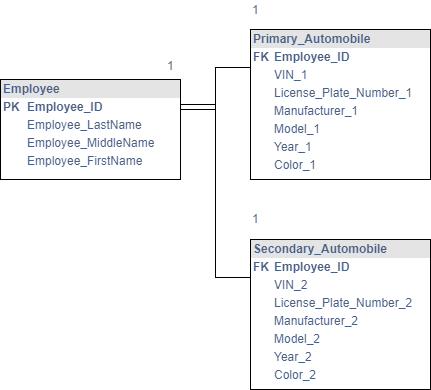 1
Employee
PK Employee_ID
Employee_LastName
Employee_MiddleName
Employee_FirstName
1
Primary_Automobile
FK Employee_ID
VIN_1
License_Plate_Number_1
Manufacturer_1
Model_1
Year_1
Color_1
1
Secondary_Automobile
FK Employee_ID
VIN_2
License_Plate_Number_2
Manufacturer_2
Model_2
Year_2
Color_2